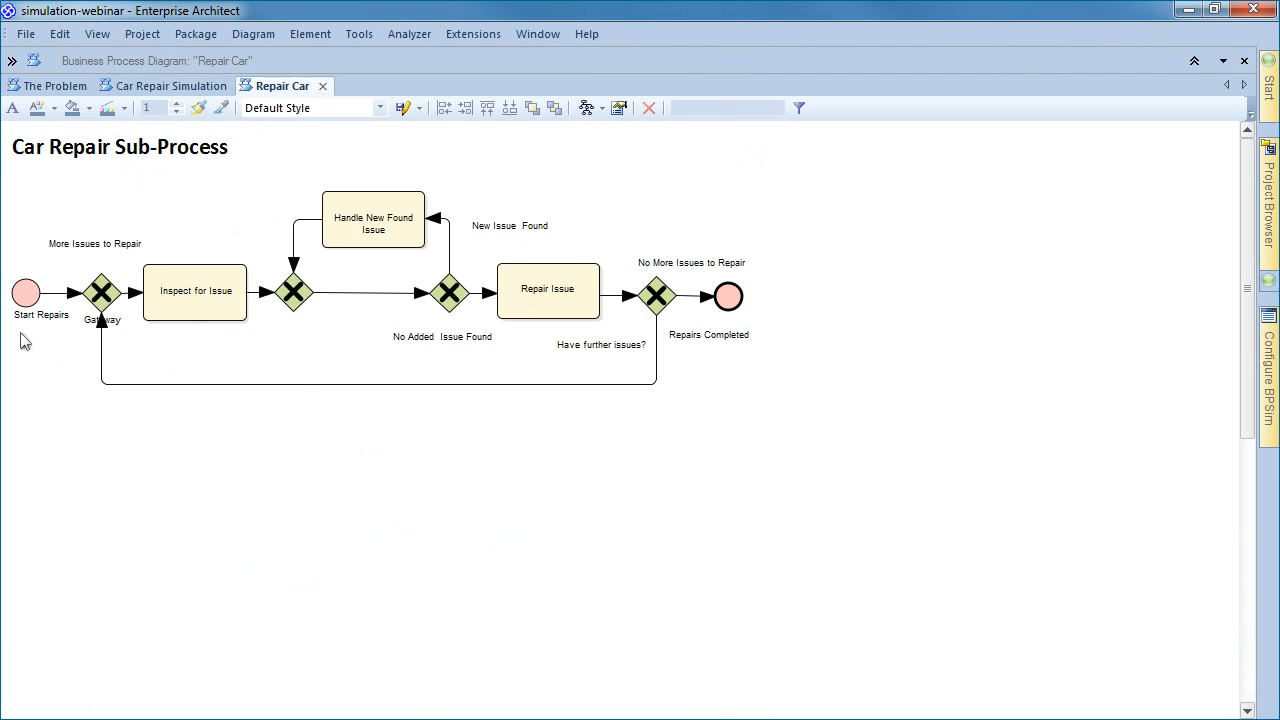 simulation-webinar - Enterprise Architect
File Edit View Project Package Diagram Element Tools Analyzer Extensions Window Help
Business Process Diagram: "Repair Car"
The Problem Car Repair Simulation Repair Car
1 Default Style
Car Repair Sub-Process
Handle New Found
Issue
New Issue  Found
More Issues to Repair
No More Issues to Repair
Inspect for Issue
Repair Issue
Start Repairs
Gateway
No Added  Issue Found
Have further issues?
Repairs Completed
Start
Project Browser
Configure BPSim